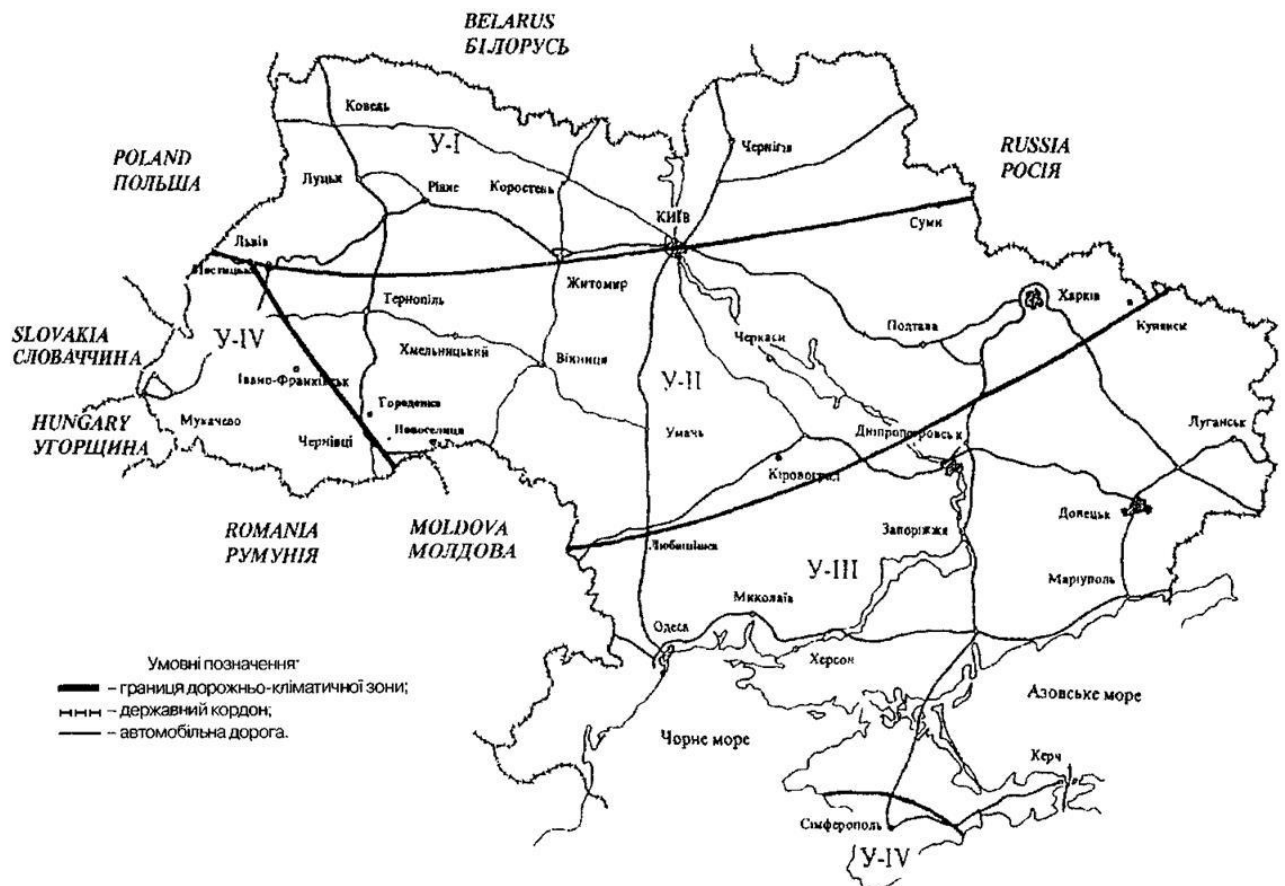 BELARUS
БІЛОРУСЬ
POLAND
ПОЛЬША
RUSSIA
РОСІЯ
Ковель
У-I
Чернігів
Луцьк
Рівне
Коростень
КИЇВ
Суми
Львів
Житомир
Тернопіль
Харків
Купянск
Полтава
Черкаси
SLOVAKIA
СЛОВАЧЧИНА
У-IV
Хмельницький
Вінниця
У-II
Івано-Франківськ
HUNGARY
УГОРЩИНА
Мукачево
Городенка
Чернівці
Новоселиця
Умань
Дніпропетровськ
Луганськ
Кіровоград
ROMANIA
РУМУНІЯ
MOLDOVA
МОЛДОВА
Запоріжжя
Донецьк
Любашівка
У-III
Маріуполь
Миколаїв
Одеса
Херсон
Умовні позначення:
– границя дорожньо-кліматичної зони;
– державний кордон;
– автомобільна дорога.
Азовське море
Чорне море
Керч
Сімферополь
У-IV